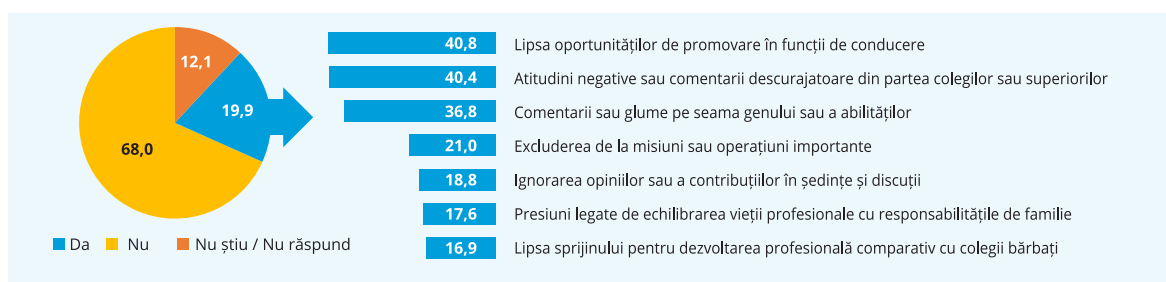 12,1
19,9
68,0
Da Nu Nu știu / Nu răspund
40,8 Lipsa oportunităților de promovare în funcții de conducere
40,4 Atitudini negative sau comentarii descurajatoare din partea colegilor sau superiorilor
36,8 Comentarii sau glume pe seama genului sau a abilităților
21,0 Excluderea de la misiuni sau operațiuni importante
18,8 Ignorarea opiniilor sau a contribuțiilor în ședințe și discuții
17,6 Presiuni legate de echilibrarea vieții profesionale cu responsabilitățile de familie
16,9 Lipsa sprijinului pentru dezvoltarea profesională comparativ cu colegii bărbați